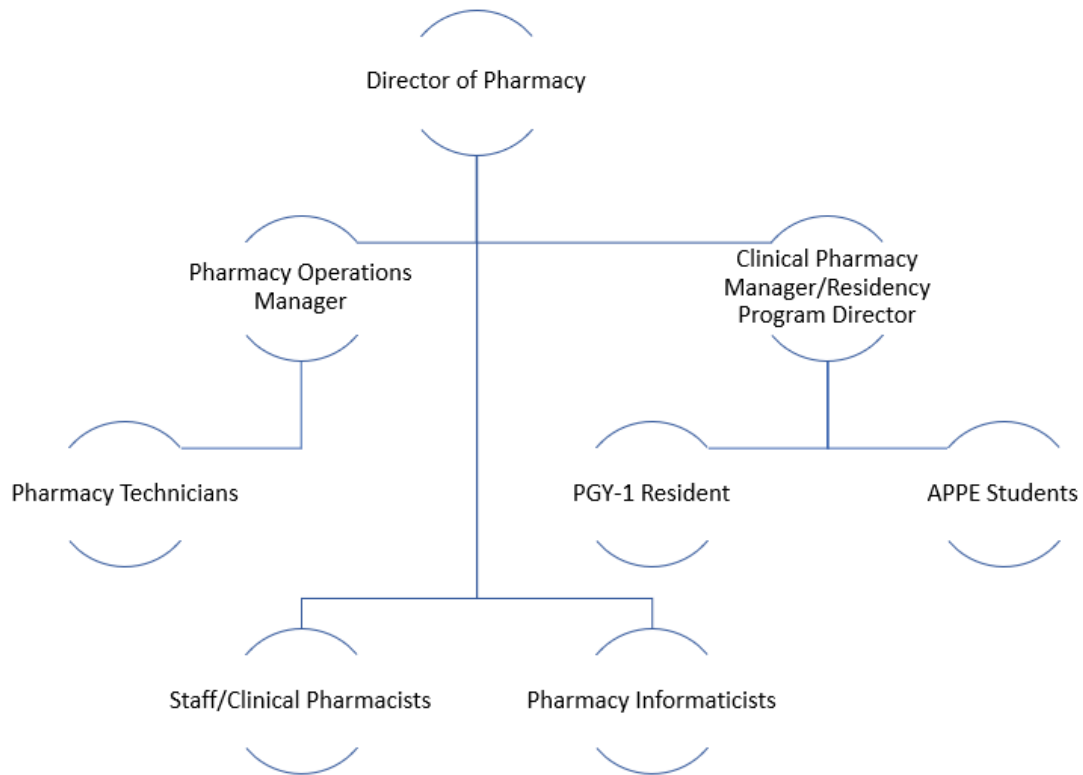 Director of Pharmacy
Pharmacy Operations
Manager
Clinical Pharmacy
Manager/Residency
Program Director
Pharmacy Technicians
PGY-1 Resident
APPE Students
Staff/Clinical Pharmacists
Pharmacy Informaticists